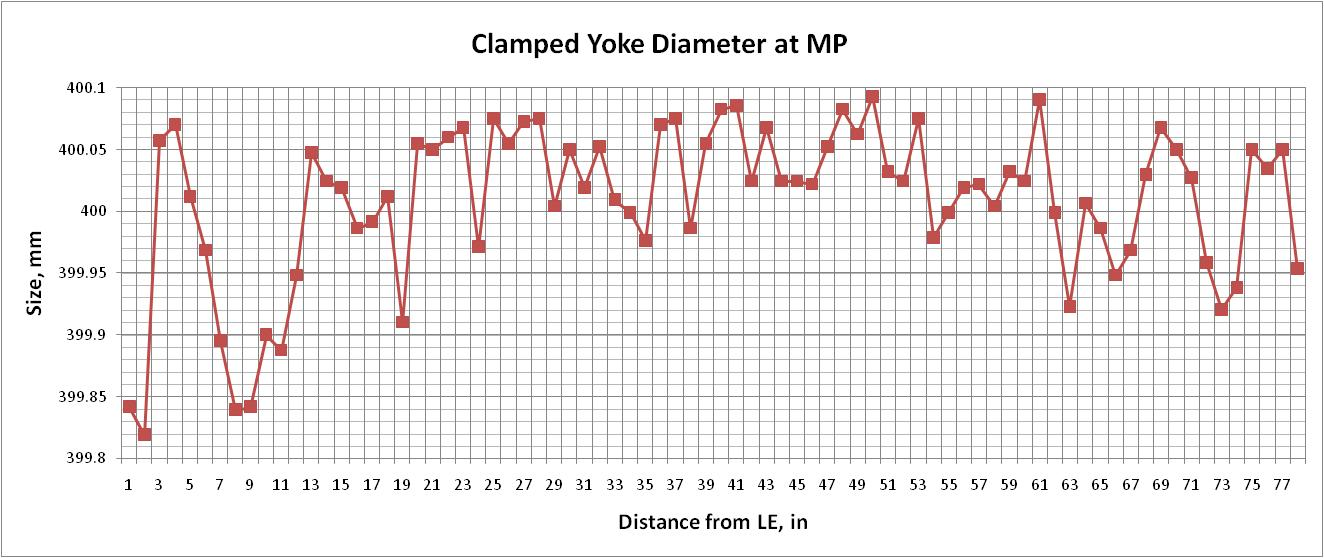 Clamped Yoke Diameter at MP
400.1
400.05
400
399.95
399.9
399.85
399.8
Size, mm
1 3 5 7 9 11 13 15 17 19 21 23 25 27 29 31 33 35 37 39 41 43 45 47 49 51 53 55 57 59 61 63 65 67 69 71 73 75 77
Distance from LE, in